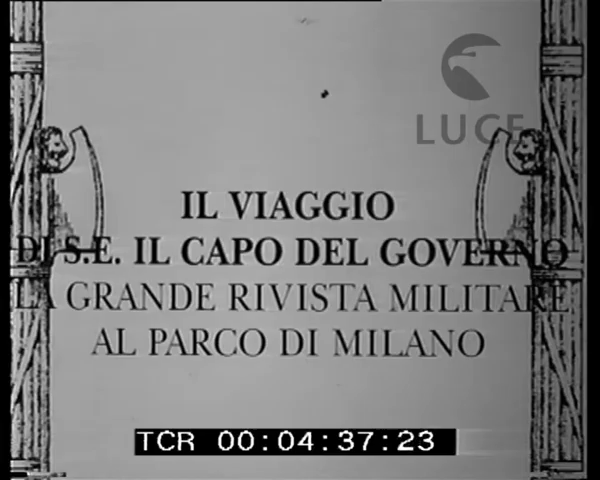 LUCE
IL VIAGGIO
DI S.E. IL CAPO DEL GOVERNO
LA GRANDE RIVISTA MILITARE
AL PARCO DI MILANO
TCR 00:04:37:23